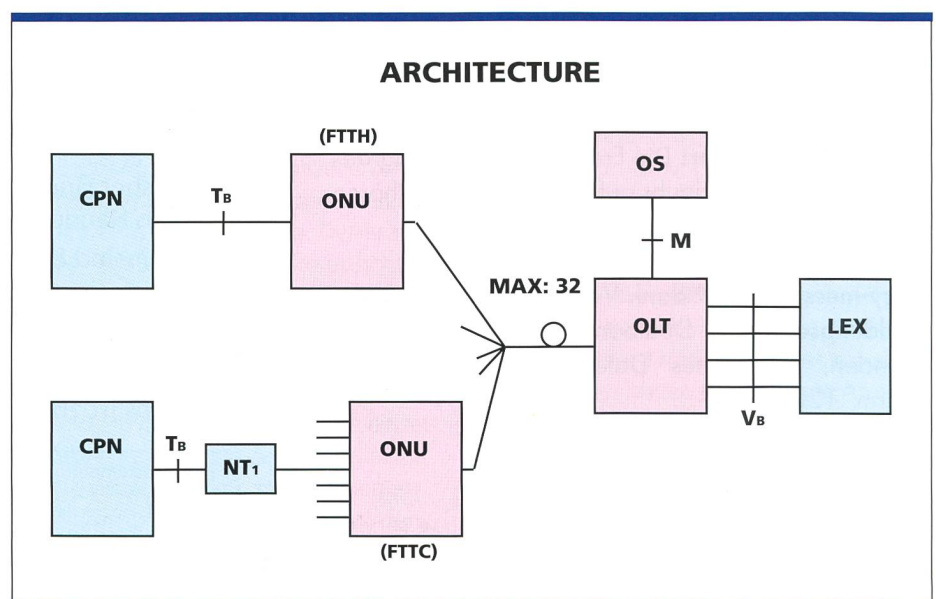 ARCHITECTURE
(FTTH)
CPN
TB
ONU
OS
M
MAX: 32
OLT
LEX
VB
CPN
TB
NT1
ONU
(FTTC)